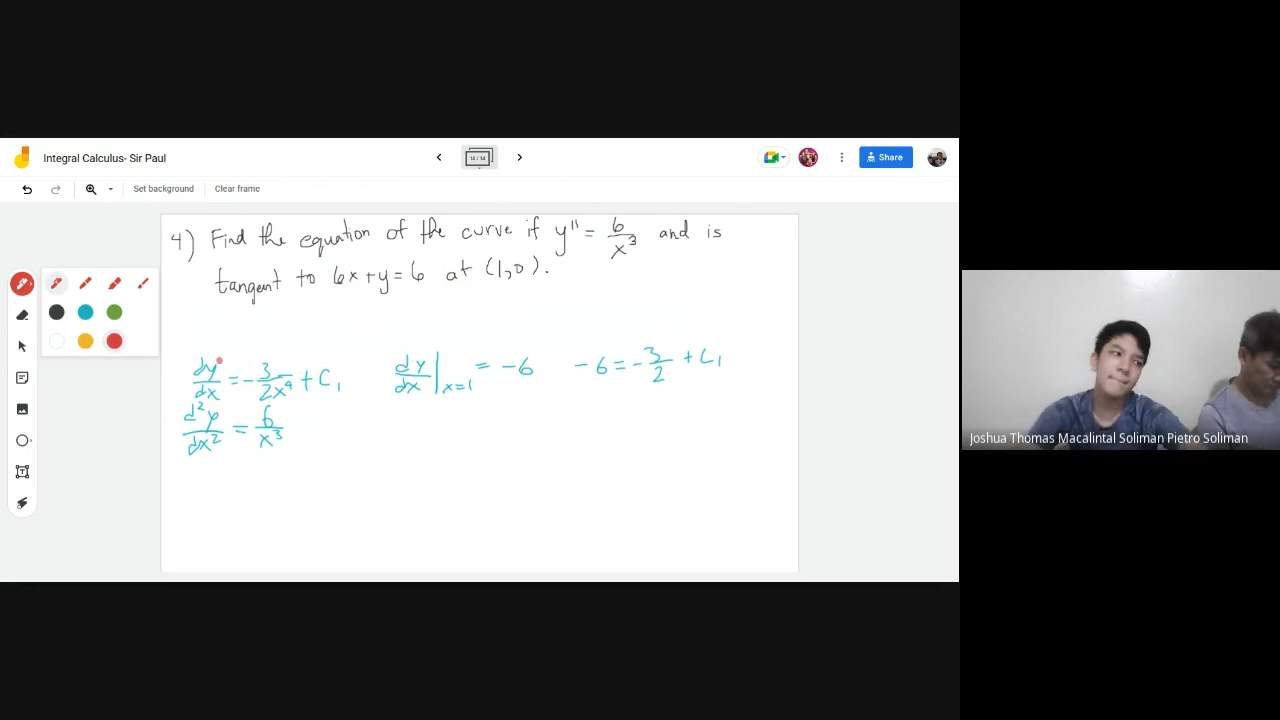 Integral Calculus- Sir Paul
14 / 14
Share
Set background
Clear frame
4) Find the equation of the curve if y'' = 6/x³ and is
tangent to 6x+y=6 at (1,0).
dy/dx = -3/2x⁴ + C₁
dy/dx |x=1 = -6
-6 = -3/2 + C₁
d²y/dx² = 6/x³
Joshua Thomas Macalintal Soliman Pietro Soliman